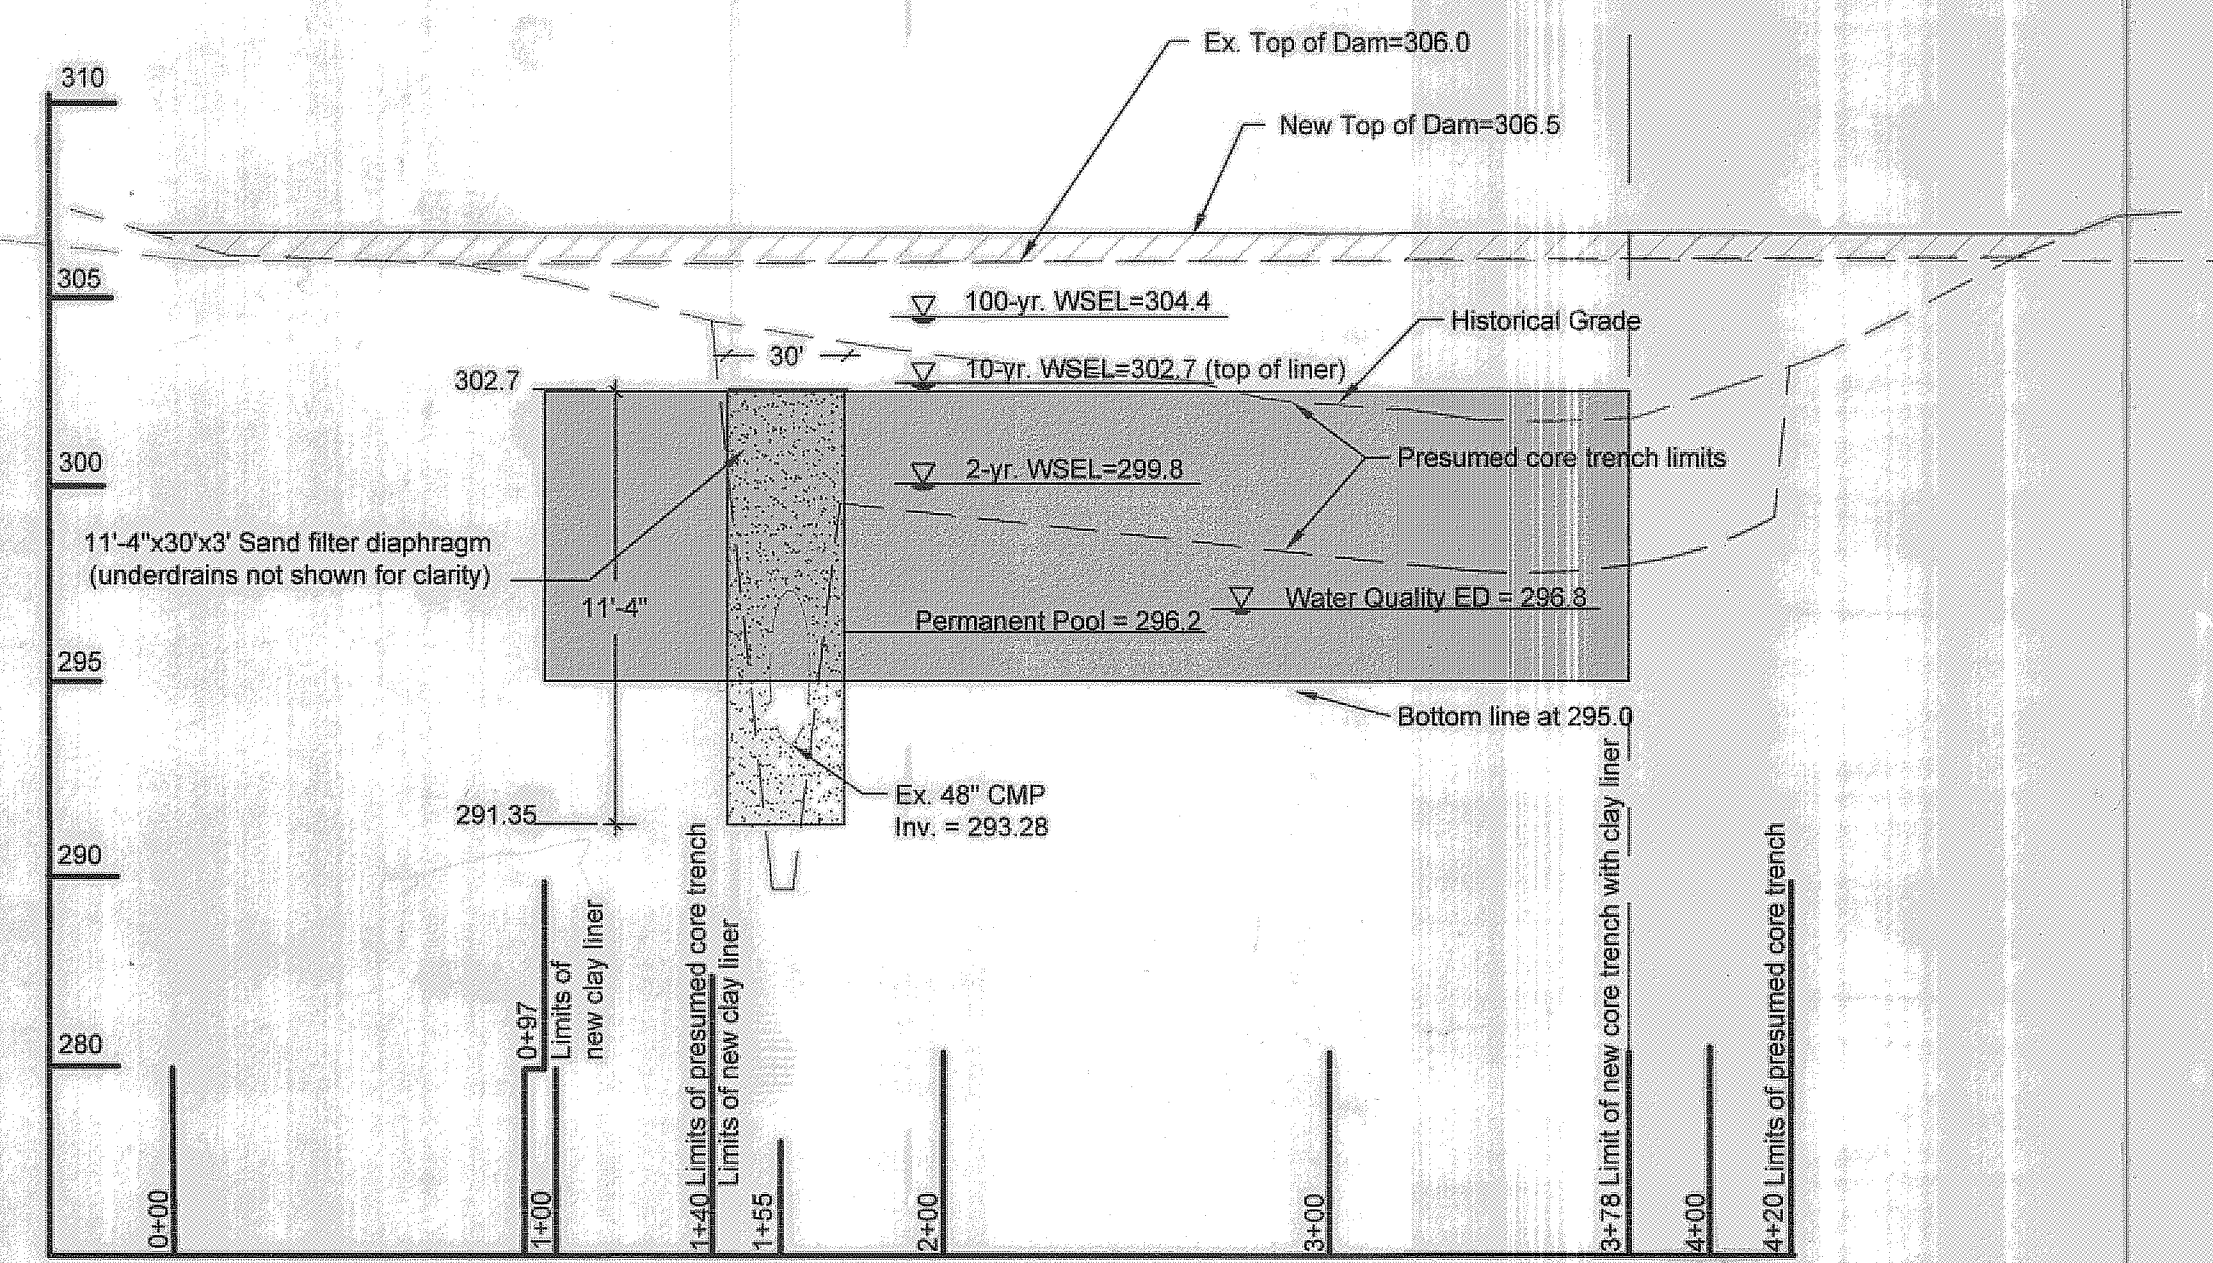 Ex. Top of Dam=306.0
310
New Top of Dam=306.5
305
100-yr. WSEL=304.4
Historical Grade
30'
10-yr. WSEL=302.7 (top of liner)
302.7
300
2-yr. WSEL=299.8
Presumed core trench limits
11'-4"x30'x3' Sand filter diaphragm
(underdrains not shown for clarity)
11'-4"
Water Quality ED = 296.8
Permanent Pool = 296.2
295
Bottom line at 295.0
Ex. 48" CMP
Inv. = 293.28
291.35
290
280
0+00
0+97
Limits of
new clay liner
1+00
1+40 Limits of presumed core trench
Limits of new clay liner
1+55
2+00
3+00
3+78 Limit of new core trench with clay liner
4+00
4+20 Limits of presumed core trench